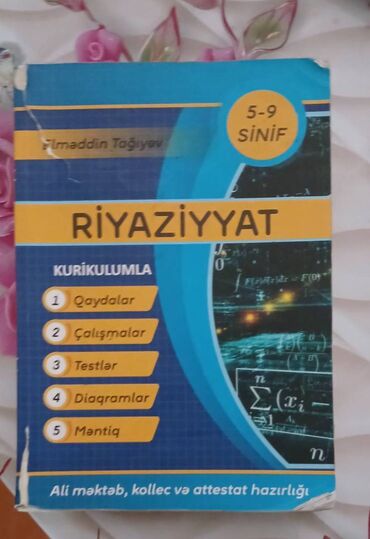 Elməddin Tağıyev
5-9
SİNİF
RİYAZİYYAT
KURİKULUMLA
1 Qaydalar
2 Çalışmalar
3 Testlər
4 Diaqramlar
5 Məntiq
Ali məktəb, kollec və attestat hazırlığı